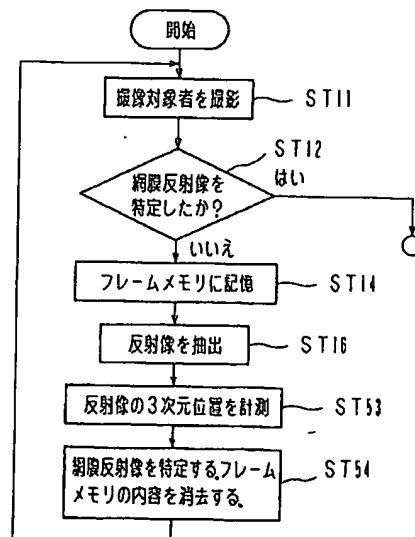 開始
撮像対象者を撮影
ST11
ST12
網膜反射像を
特定したか?
はい
いいえ
フレームメモリに記憶
ST14
反射像を抽出
ST16
反射像の3次元位置を計測
ST53
網膜反射像を特定する。フレーム
メモリの内容を消去する。
ST54